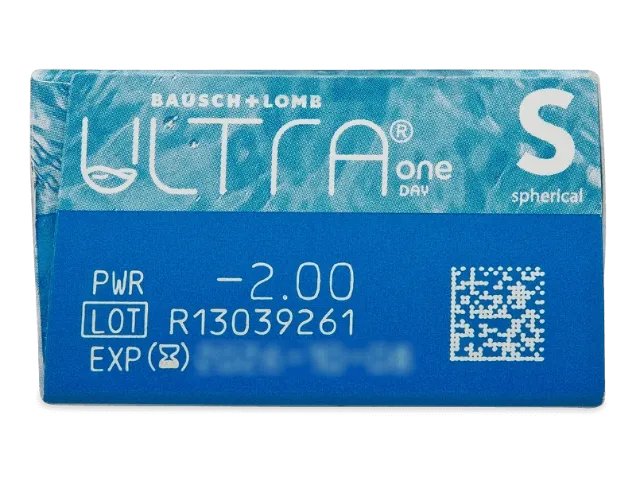 BAUSCH + LOMB
ULTRA® one DAY
S
spherical
PWR -2.00
LOT R13039261
EXP (⌛)